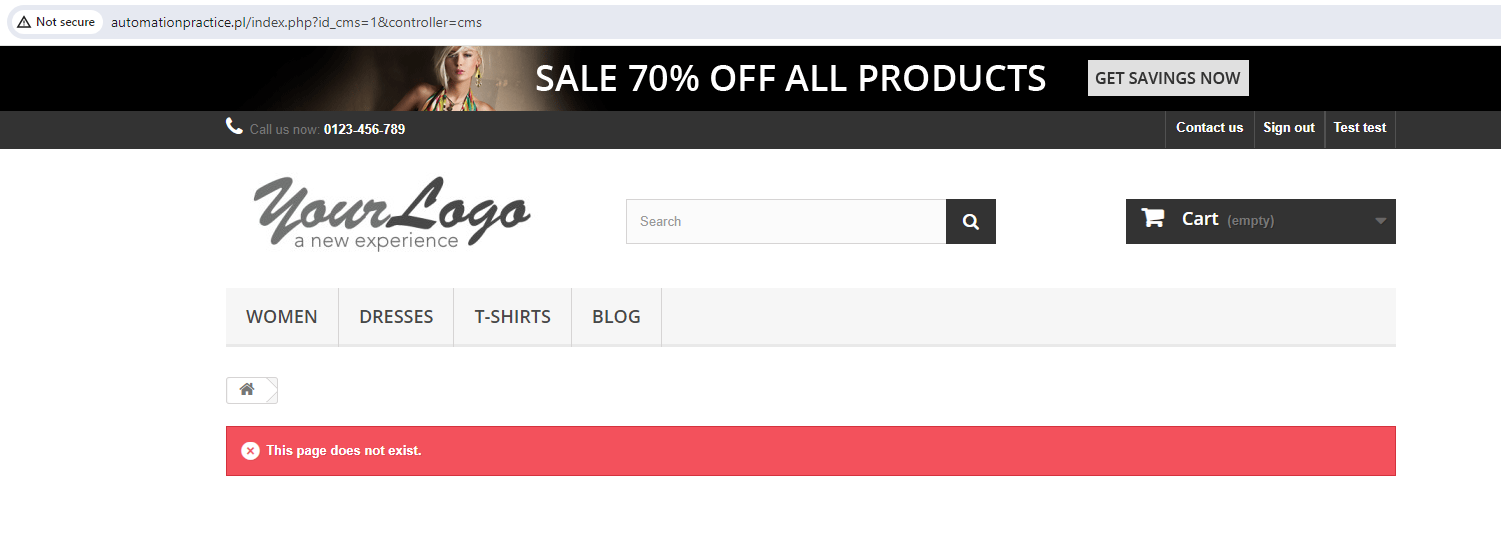 Not secure automationpractice.pl/index.php?id_cms=1&controller=cms
SALE 70% OFF ALL PRODUCTS GET SAVINGS NOW
Call us now: 0123-456-789 Contact us Sign out Test test
Your Logo
a new experience
Search
Cart (empty)
WOMEN DRESSES T-SHIRTS BLOG
This page does not exist.